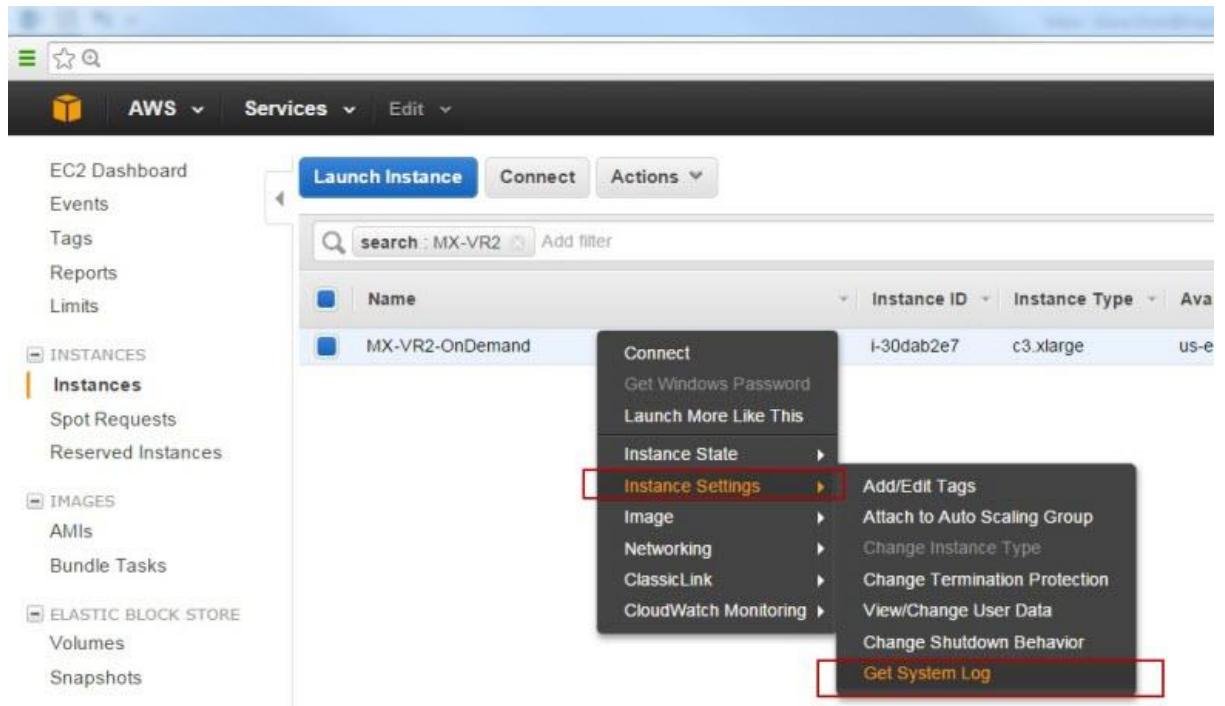 AWS Services Edit
EC2 Dashboard
Events
Tags
Reports
Limits
INSTANCES
Instances
Spot Requests
Reserved Instances
IMAGES
AMIs
Bundle Tasks
ELASTIC BLOCK STORE
Volumes
Snapshots
Launch Instance Connect Actions
search : MX-VR2 Add filter
Name Instance ID Instance Type Ava
MX-VR2-OnDemand i-30dab2e7 c3.xlarge us-e
Connect
Get Windows Password
Launch More Like This
Instance State
Instance Settings
Image
Networking
ClassicLink
CloudWatch Monitoring
Add/Edit Tags
Attach to Auto Scaling Group
Change Instance Type
Change Termination Protection
View/Change User Data
Change Shutdown Behavior
Get System Log